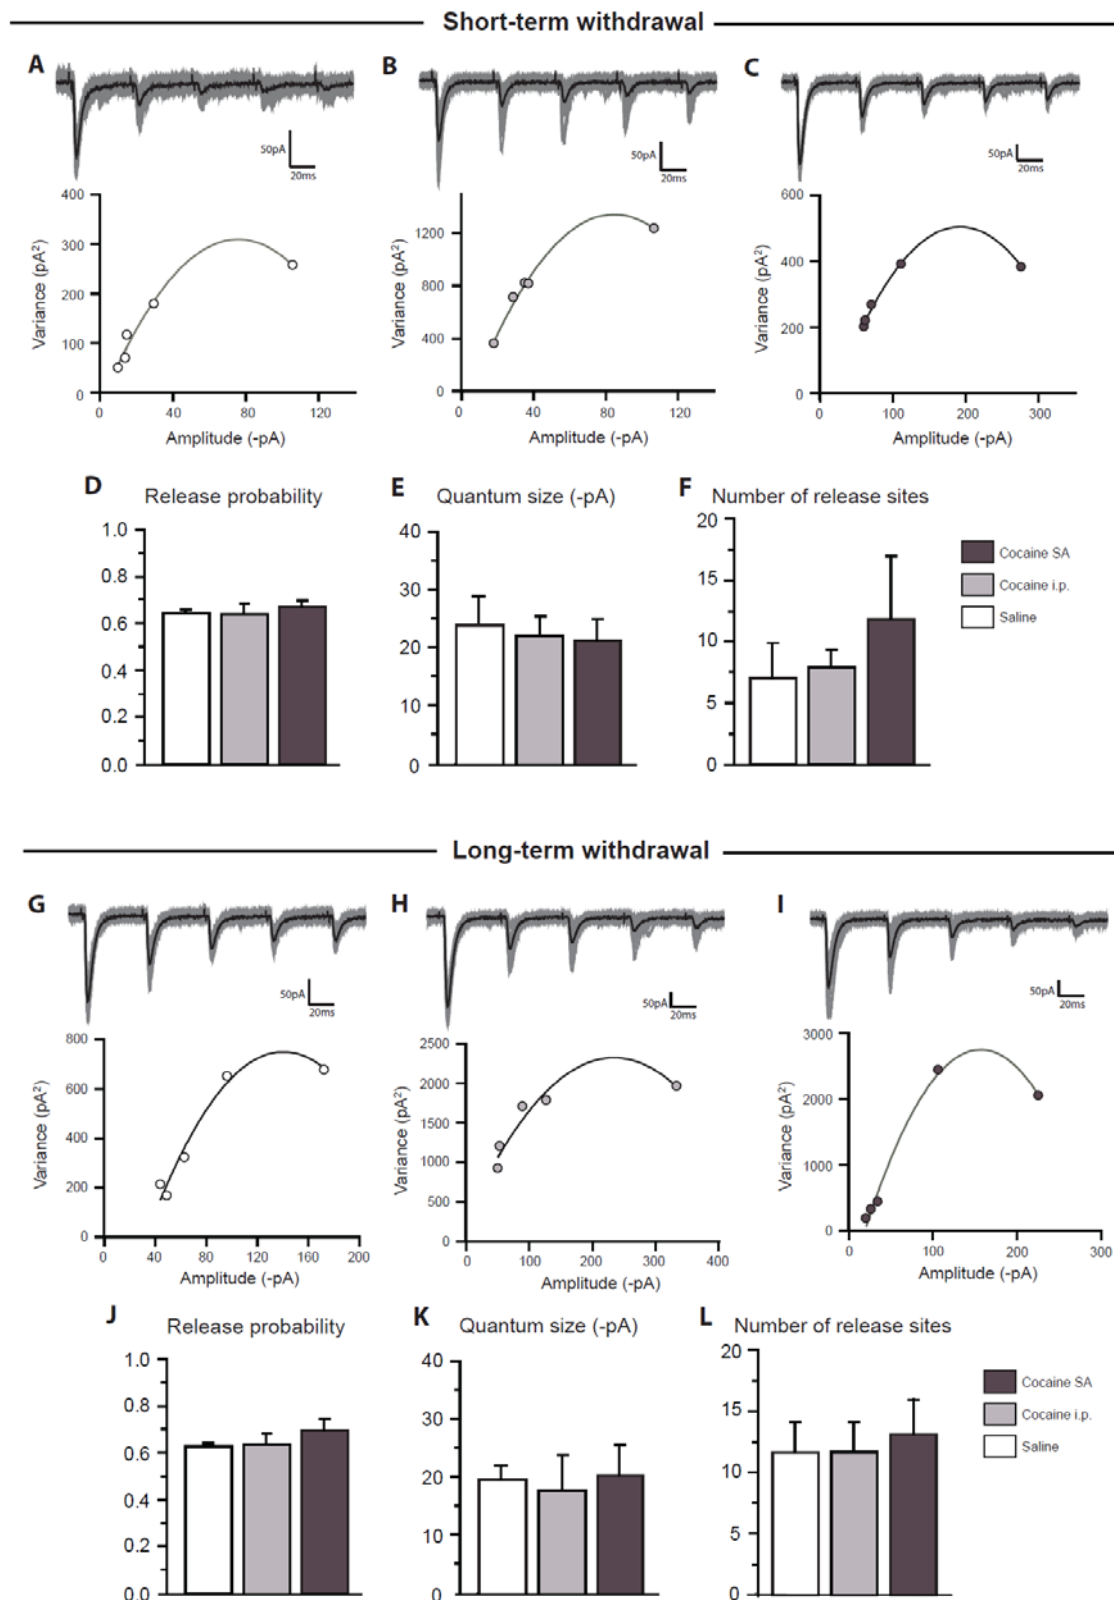 Short-term withdrawal
A
B
C
50pA
20ms
50pA
20ms
50pA
20ms
400
300
200
100
0
Variance (pA²)
0 40 80 120
Amplitude (-pA)
1200
800
400
0
Variance (pA²)
0 40 80 120
Amplitude (-pA)
600
400
200
0
Variance (pA²)
0 100 200 300
Amplitude (-pA)
D Release probability
1.0
0.8
0.6
0.4
0.2
0.0
E Quantum size (-pA)
40
30
20
10
0
F Number of release sites
20
15
10
5
0
Cocaine SA
Cocaine i.p.
Saline
Long-term withdrawal
G
H
I
50pA
20ms
50pA
20ms
50pA
20ms
800
600
400
200
0
Variance (pA²)
0 40 80 120 160 200
Amplitude (-pA)
2500
2000
1500
1000
500
0
Variance (pA²)
0 100 200 300 400
Amplitude (-pA)
3000
2000
1000
0
Variance (pA²)
0 100 200 300
Amplitude (-pA)
J Release probability
1.0
0.8
0.6
0.4
0.2
0.0
K Quantum size (-pA)
40
30
20
10
0
L Number of release sites
20
15
10
5
0
Cocaine SA
Cocaine i.p.
Saline